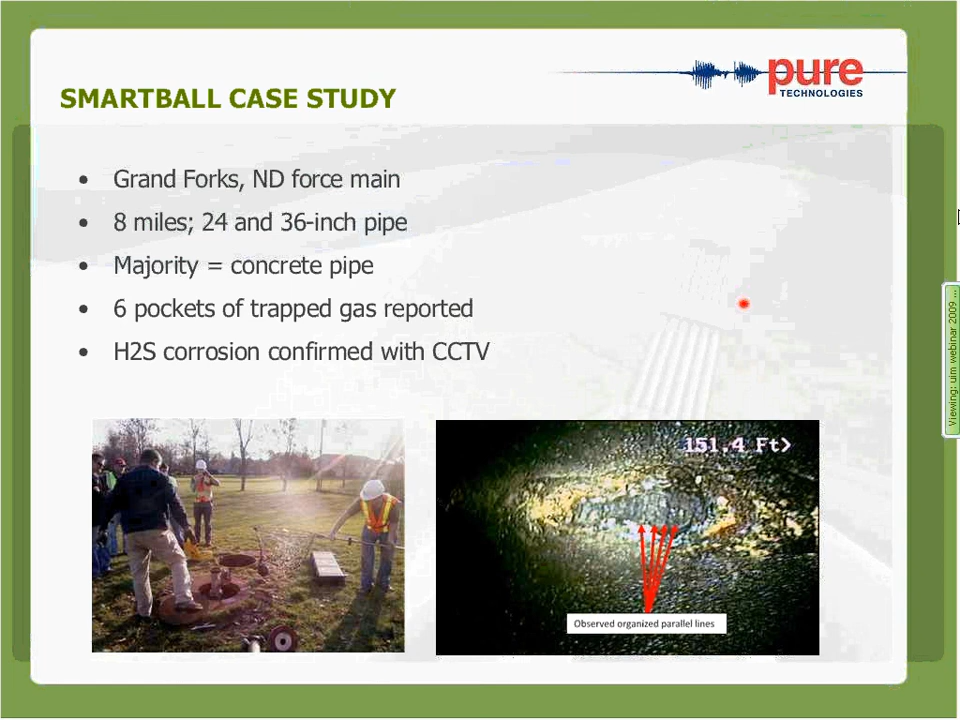 pure
TECHNOLOGIES
SMARTBALL CASE STUDY
• Grand Forks, ND force main
• 8 miles; 24 and 36-inch pipe
• Majority = concrete pipe
• 6 pockets of trapped gas reported
• H2S corrosion confirmed with CCTV
151.4 Ft>
Observed organized parallel lines
Viewing: uim webinar 2009 ...